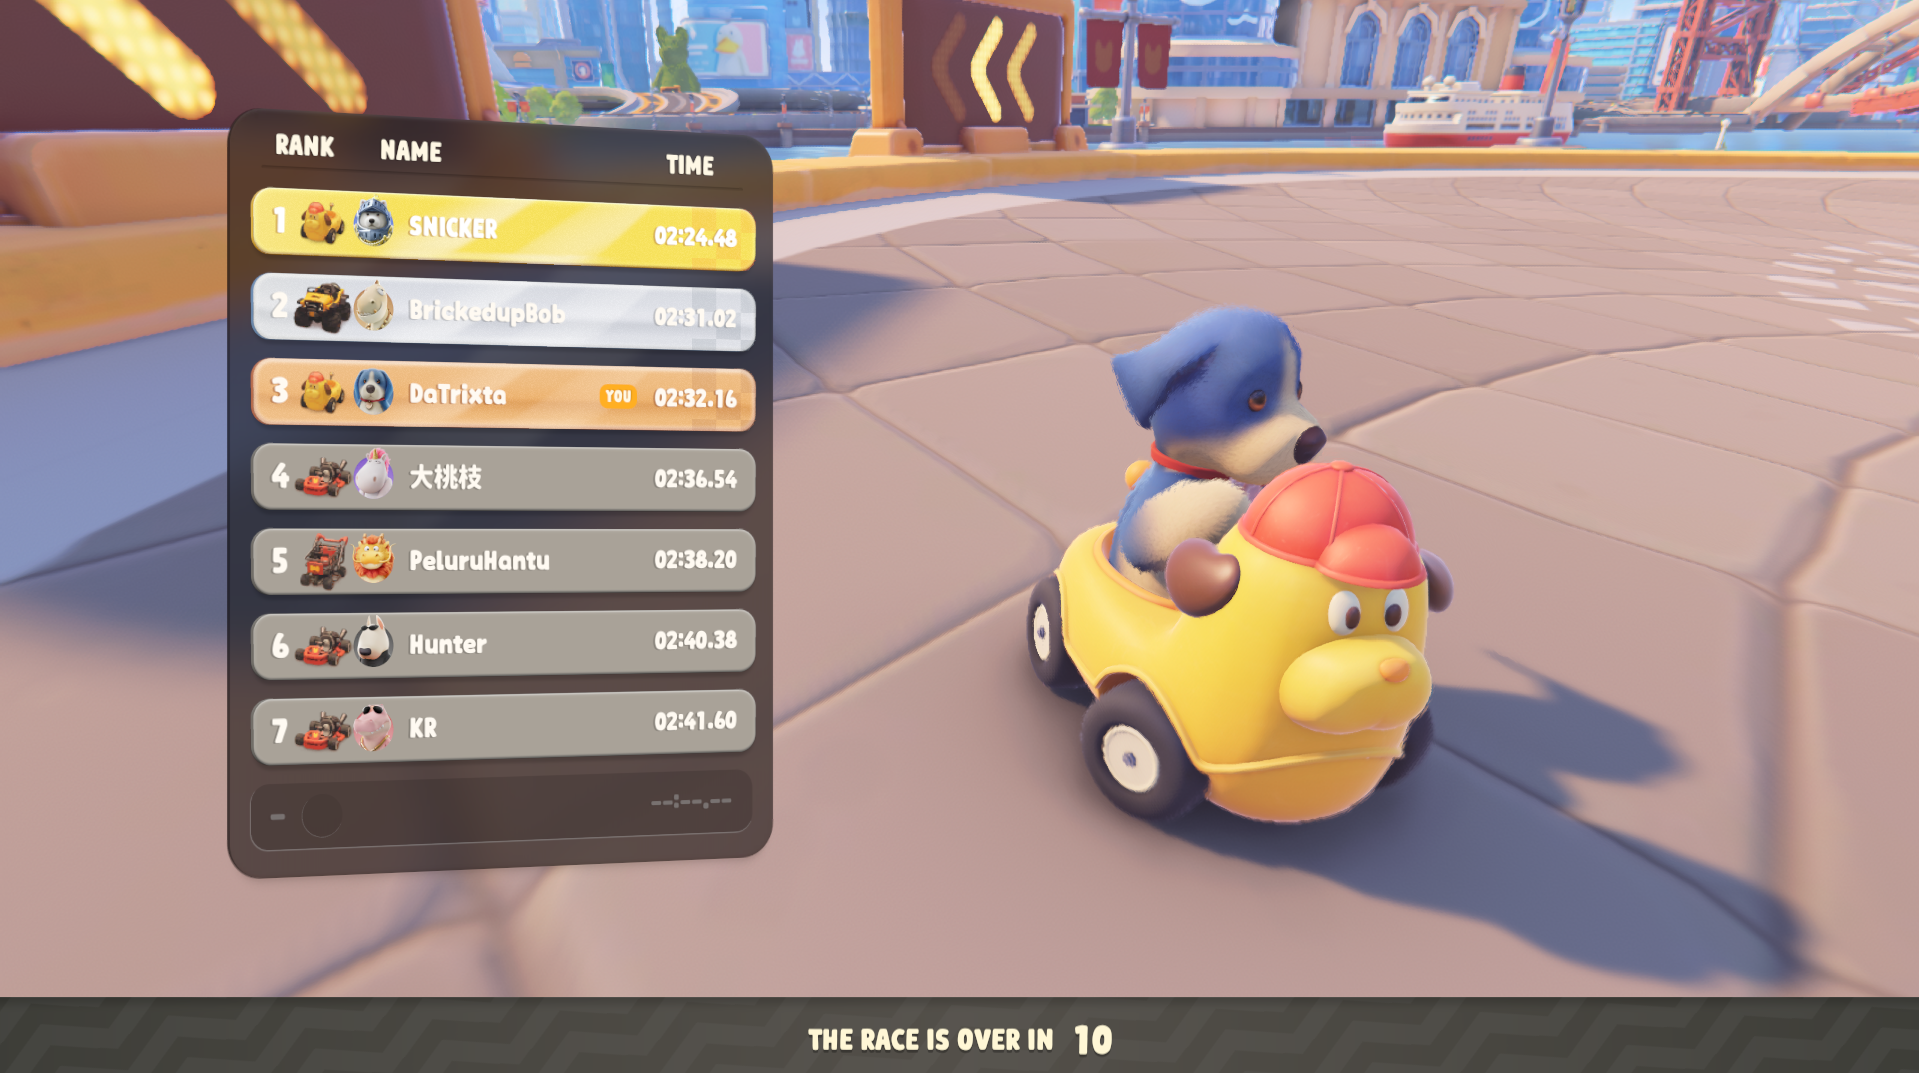 RANK NAME TIME
1 SNICKER 02:24.48
2 BrickedupBob 02:31.02
3 DaTrixta YOU 02:32.16
4 大桃枝 02:36.54
5 PeluruHantu 02:38.20
6 Hunter 02:40.38
7 KR 02:41.60
- --:--.--
THE RACE IS OVER IN 10